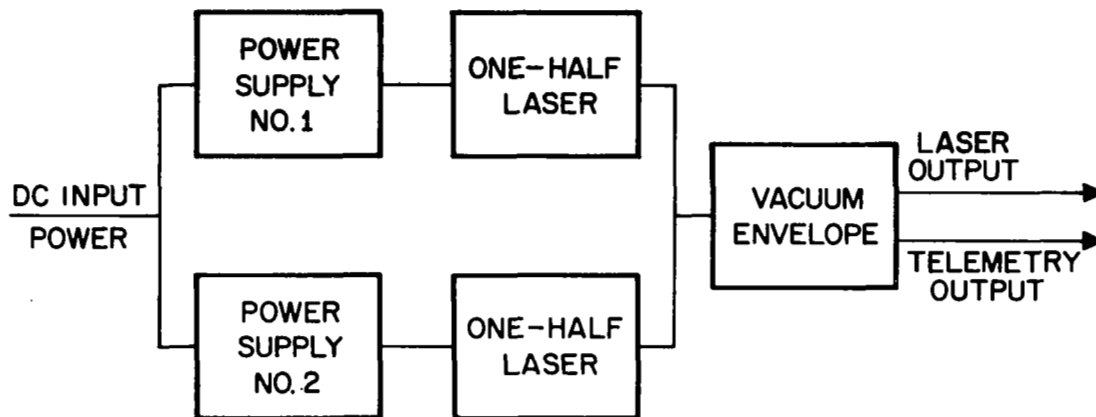 POWER
SUPPLY
NO.1
ONE-HALF
LASER
DC INPUT
POWER
VACUUM
ENVELOPE
LASER
OUTPUT
TELEMETRY
OUTPUT
POWER
SUPPLY
NO.2
ONE-HALF
LASER